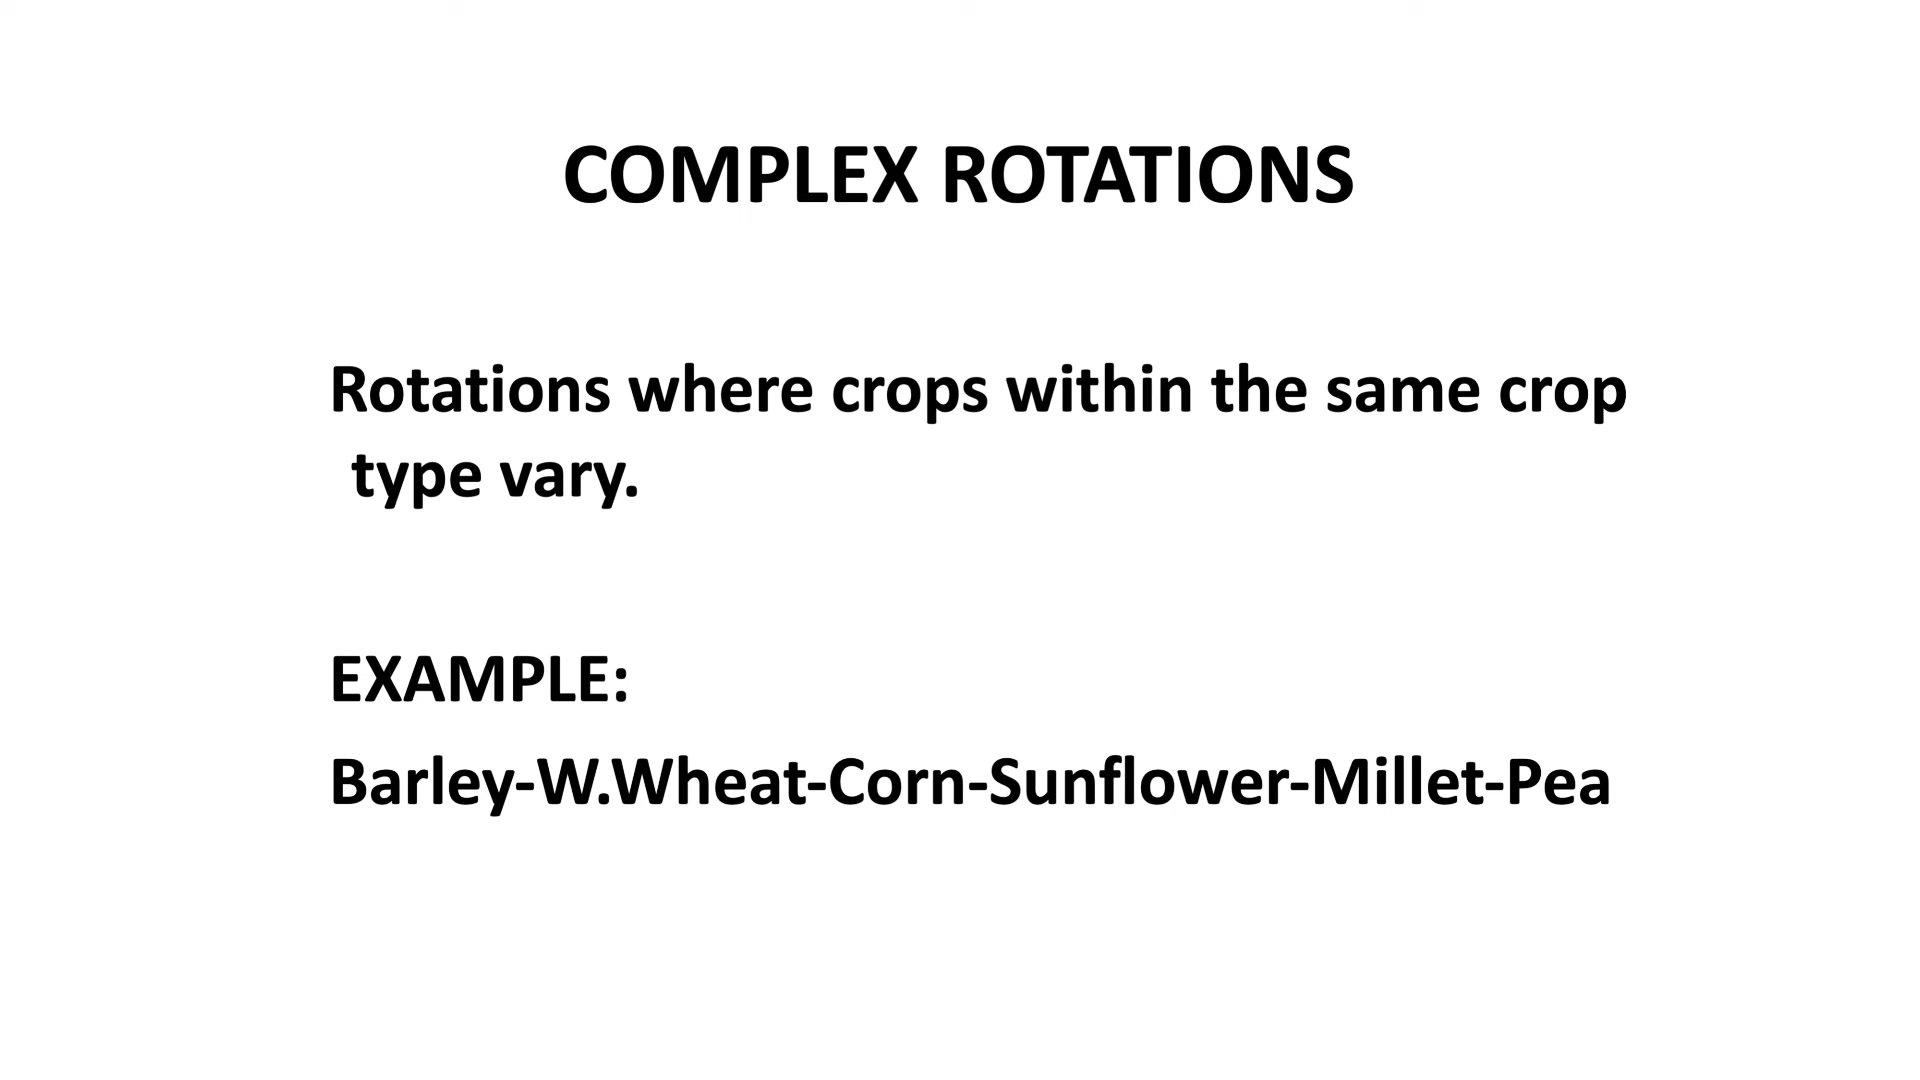 COMPLEX ROTATIONS
Rotations where crops within the same crop
type vary.
EXAMPLE:
Barley-W.Wheat-Corn-Sunflower-Millet-Pea